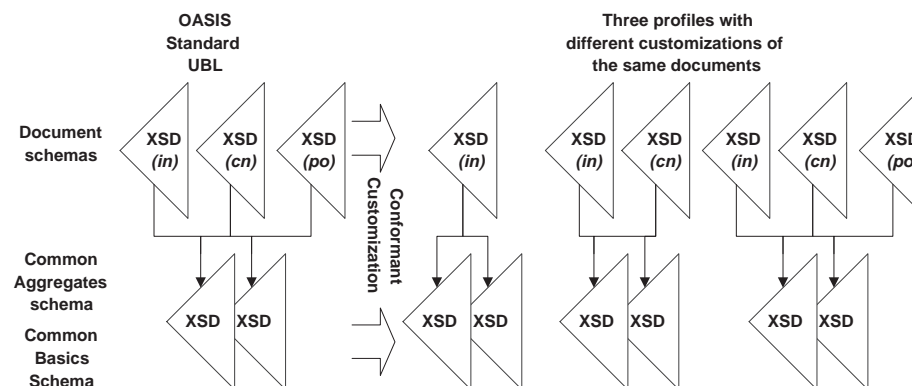 OASIS
Standard
UBL
Three profiles with
different customizations of
the same documents
Document
schemas
XSD
(in)
XSD
(cn)
XSD
(po)
XSD
(in)
XSD
(in)
XSD
(cn)
XSD
(in)
XSD
(cn)
XSD
(po
Conformant
Customization
Common
Aggregates
schema
Common
Basics
Schema
XSD
XSD
XSD
XSD
XSD
XSD
XSD
XSD